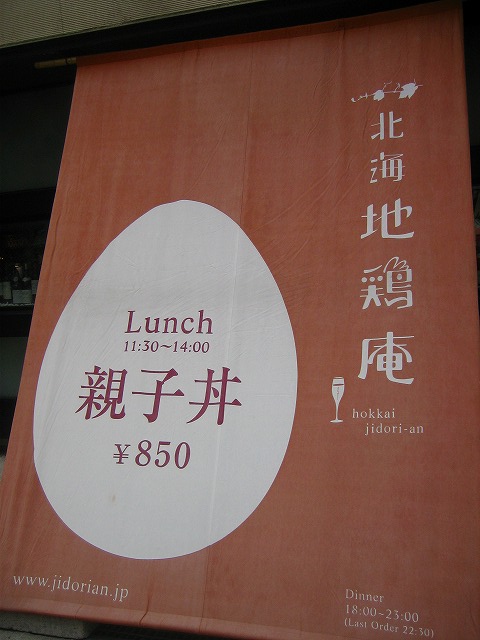 北海地鶏庵
hokkai
jidori-an
Lunch
11:30~14:00
親子丼
¥850
www.jidorian.jp
Dinner
18:00~23:00
(Last Order 22:30)